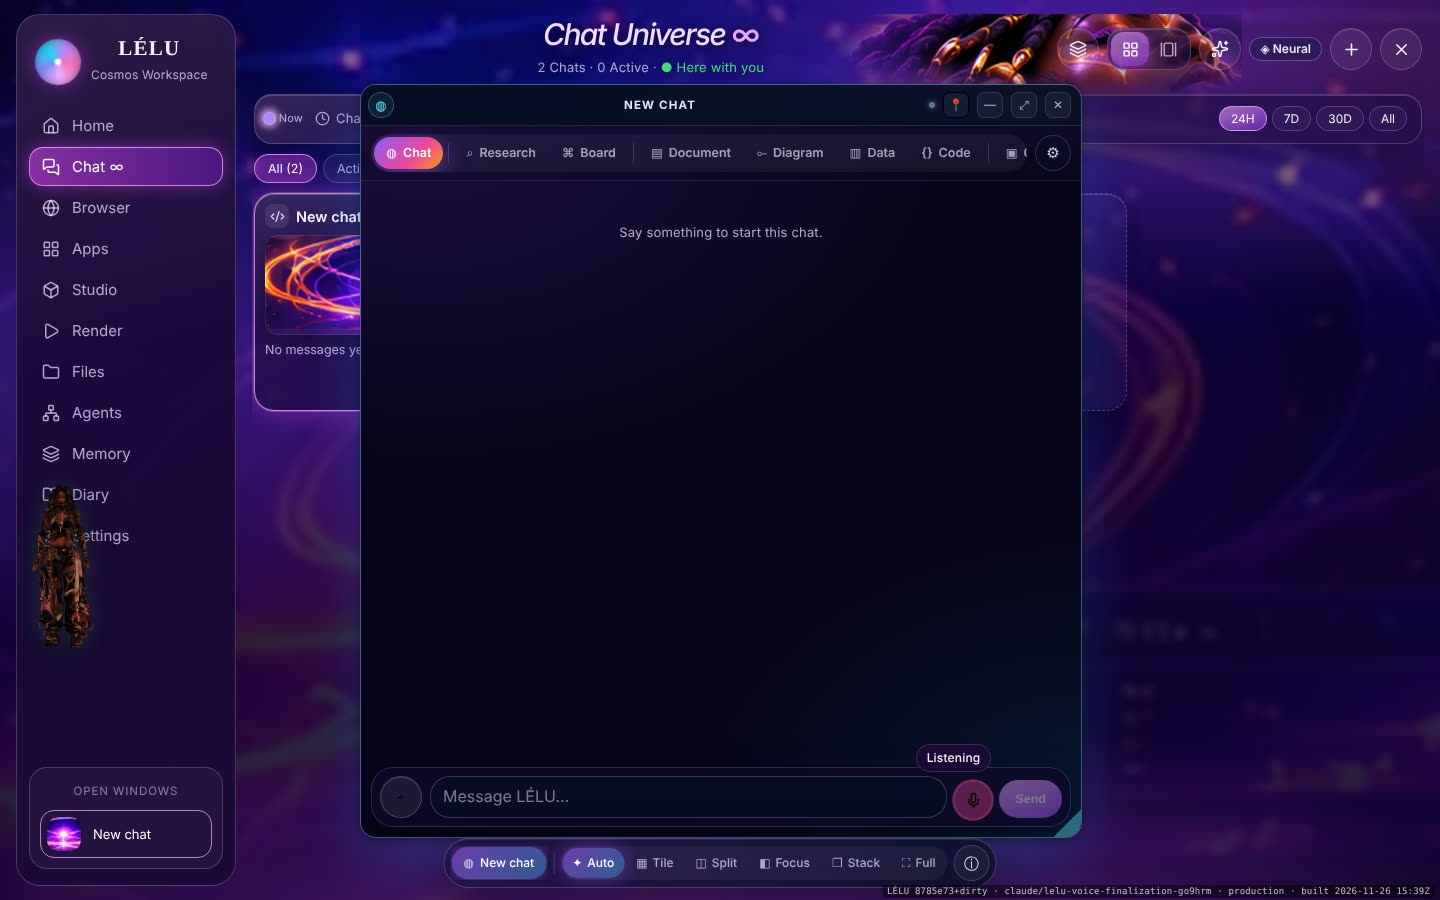 LÉLU
Cosmos Workspace
Home
Chat ∞
Browser
Apps
Studio
Render
Files
Agents
Memory
Diary
ettings
OPEN WINDOWS
New chat
Chat Universe ∞
2 Chats · 0 Active · ● Here with you
◈ Neural
Now
Cha
24H 7D 30D All
All (2)
Acti
New chat
No messages ye
NEW CHAT
Chat
Research
⌘ Board
Document
Diagram
Data
{} Code
Say something to start this chat.
Listening
Message LÉLU...
Send
New chat
✦ Auto
Tile
Split
Focus
Stack
Full
LÉLU 8785e73+dirty · claude/lelu-voice-finalization-go9hrm · production · built 2026-11-26 15:39Z